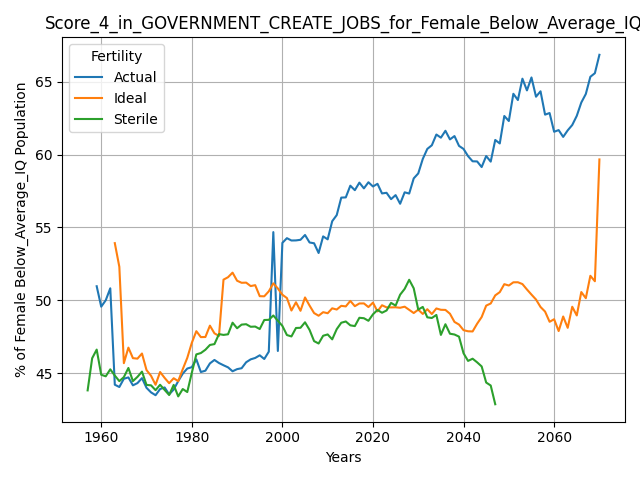 Score_4_in_GOVERNMENT_CREATE_JOBS_for_Female_Below_Average_IQ
Fertility
Actual
Ideal
Sterile
% of Female Below_Average_IQ Population
65
60
55
50
45
1960 1980 2000 2020 2040 2060
Years